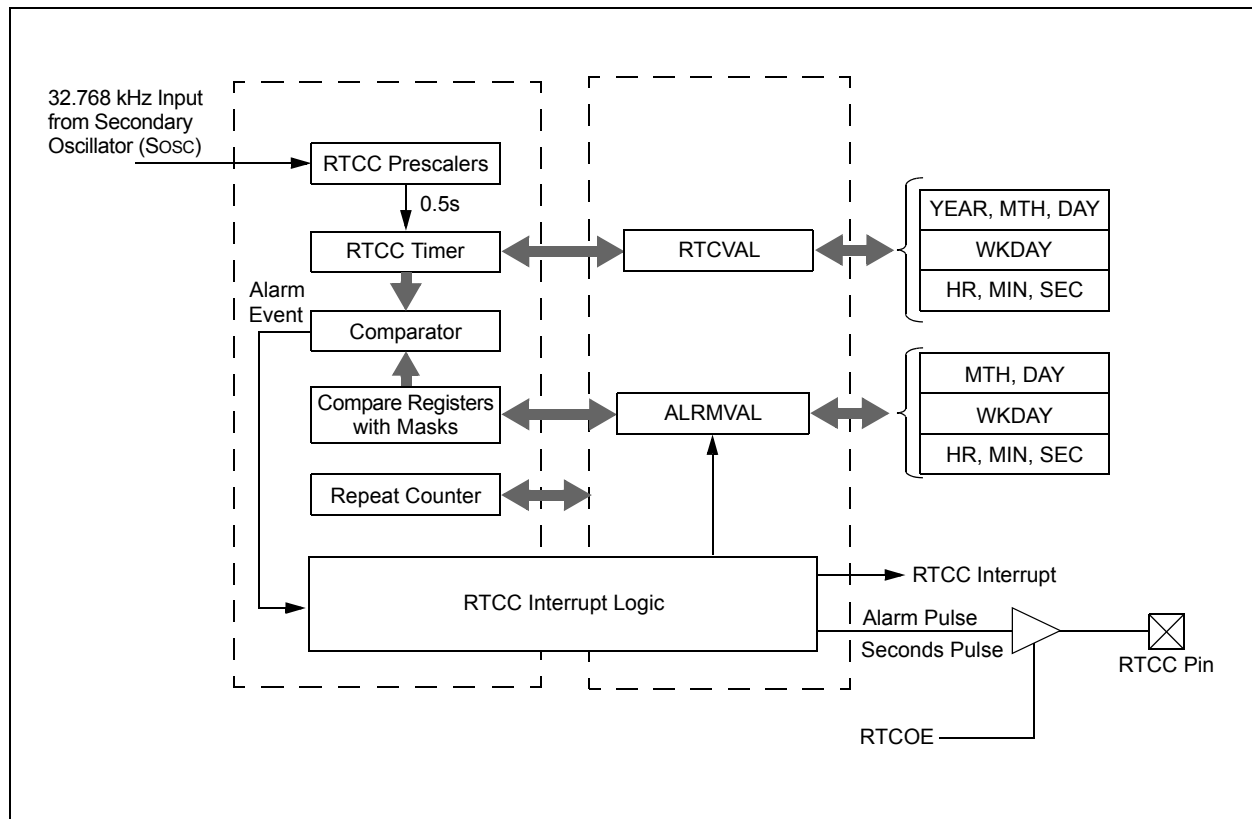 32.768 kHz Input
from Secondary
Oscillator (SOSC)
RTCC Prescalers
0.5s
RTCC Timer
RTCVAL
YEAR, MTH, DAY
WKDAY
HR, MIN, SEC
Alarm
Event
Comparator
Compare Registers
with Masks
ALRMVAL
MTH, DAY
WKDAY
HR, MIN, SEC
Repeat Counter
RTCC Interrupt Logic
RTCC Interrupt
Alarm Pulse
Seconds Pulse
RTCC Pin
RTCOE